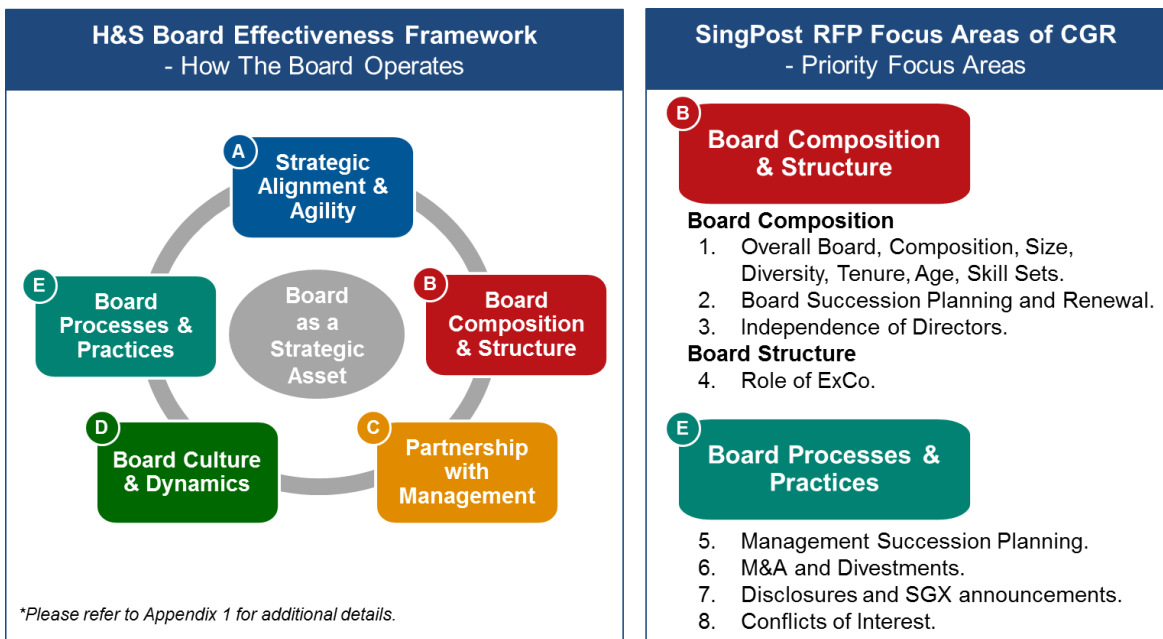 H&S Board Effectiveness Framework
- How The Board Operates
A
Strategic
Alignment &
Agility
B
Board
Composition
& Structure
C
Partnership
with
Management
D
Board Culture
& Dynamics
E
Board
Processes &
Practices
Board
as a
Strategic
Asset
*Please refer to Appendix 1 for additional details.
SingPost RFP Focus Areas of CGR
- Priority Focus Areas
B
Board Composition
& Structure
Board Composition
1. Overall Board, Composition, Size,
Diversity, Tenure, Age, Skill Sets.
2. Board Succession Planning and Renewal.
3. Independence of Directors.
Board Structure
4. Role of ExCo.
E
Board Processes &
Practices
5. Management Succession Planning.
6. M&A and Divestments.
7. Disclosures and SGX announcements.
8. Conflicts of Interest.